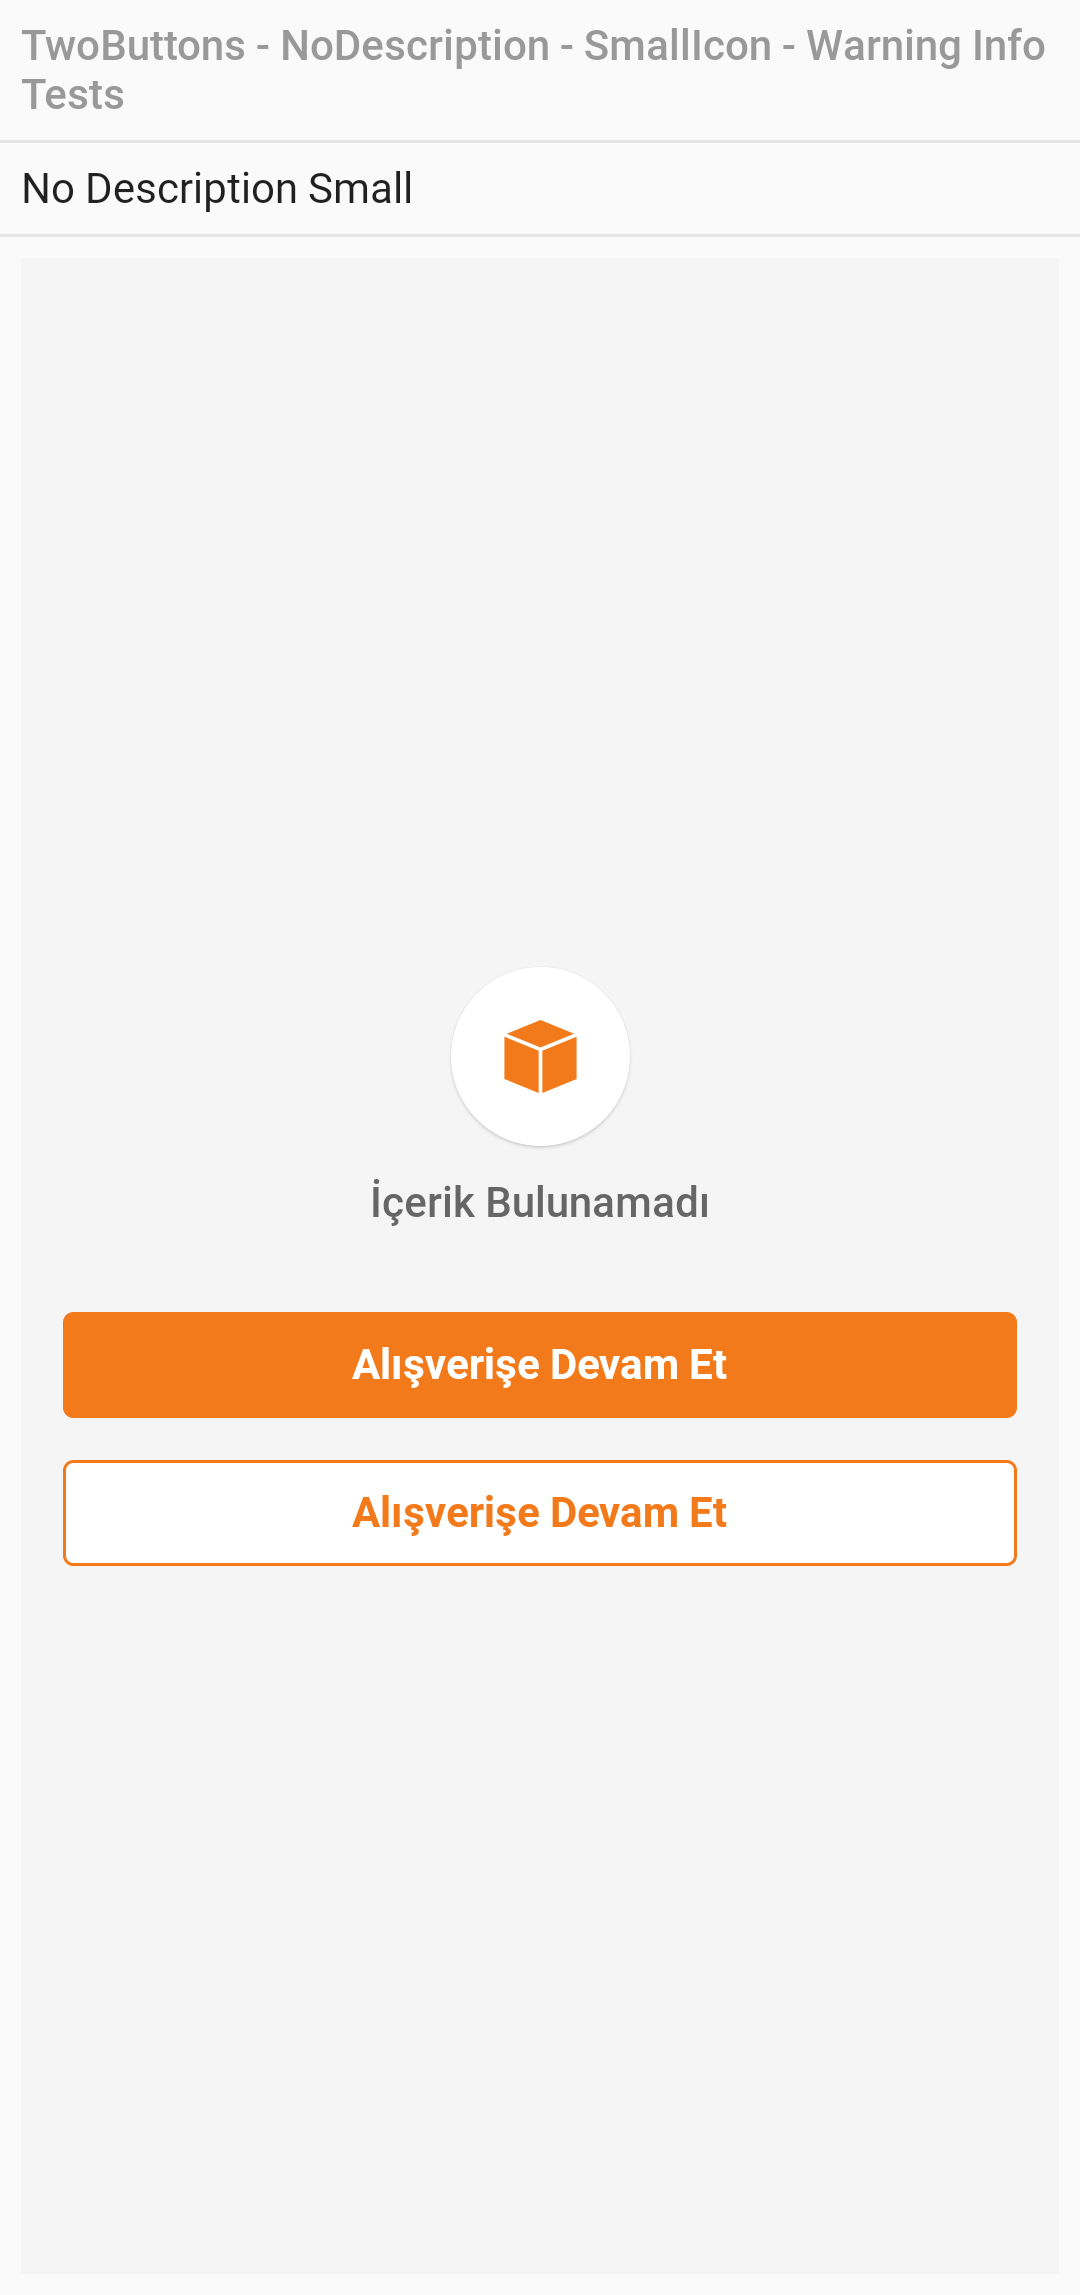 TwoButtons - NoDescription - SmallIcon - Warning Info
Tests
No Description Small
İçerik Bulunamadı
Alışverişe Devam Et
Alışverişe Devam Et